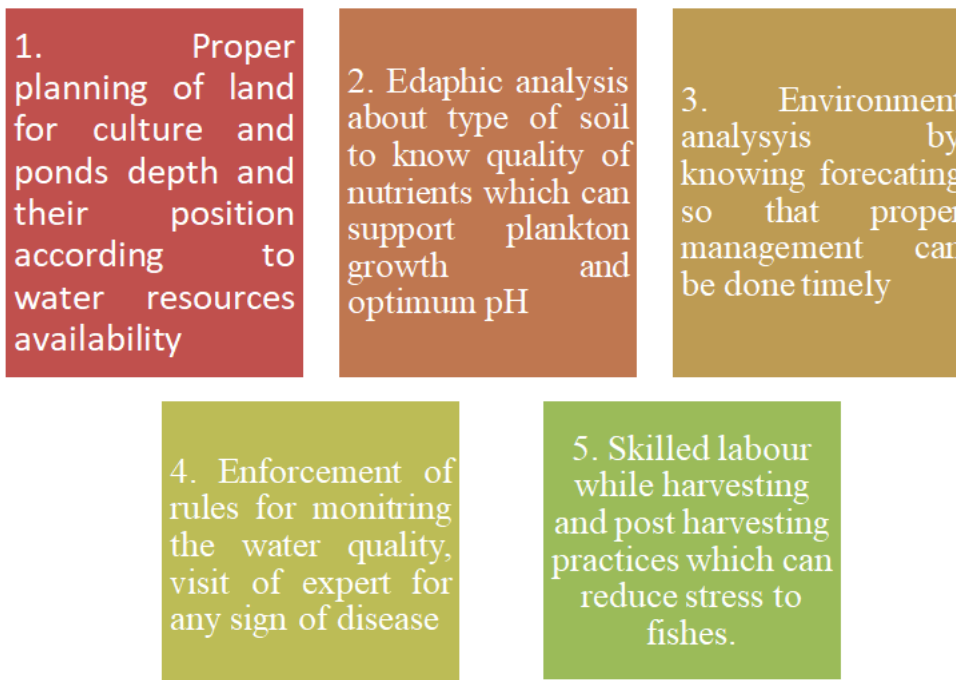 1. Proper
planning of land
for culture and
ponds depth and
their position
according to
water resources
availability
2. Edaphic analysis
about type of soil
to know quality of
nutrients which can
support plankton
growth and
optimum pH
3. Environment
analysyis by
knowing forecating
so that proper
management can
be done timely
4. Enforcement of
rules for monitring
the water quality,
visit of expert for
any sign of disease
5. Skilled labour
while harvesting
and post harvesting
practices which can
reduce stress to
fishes.